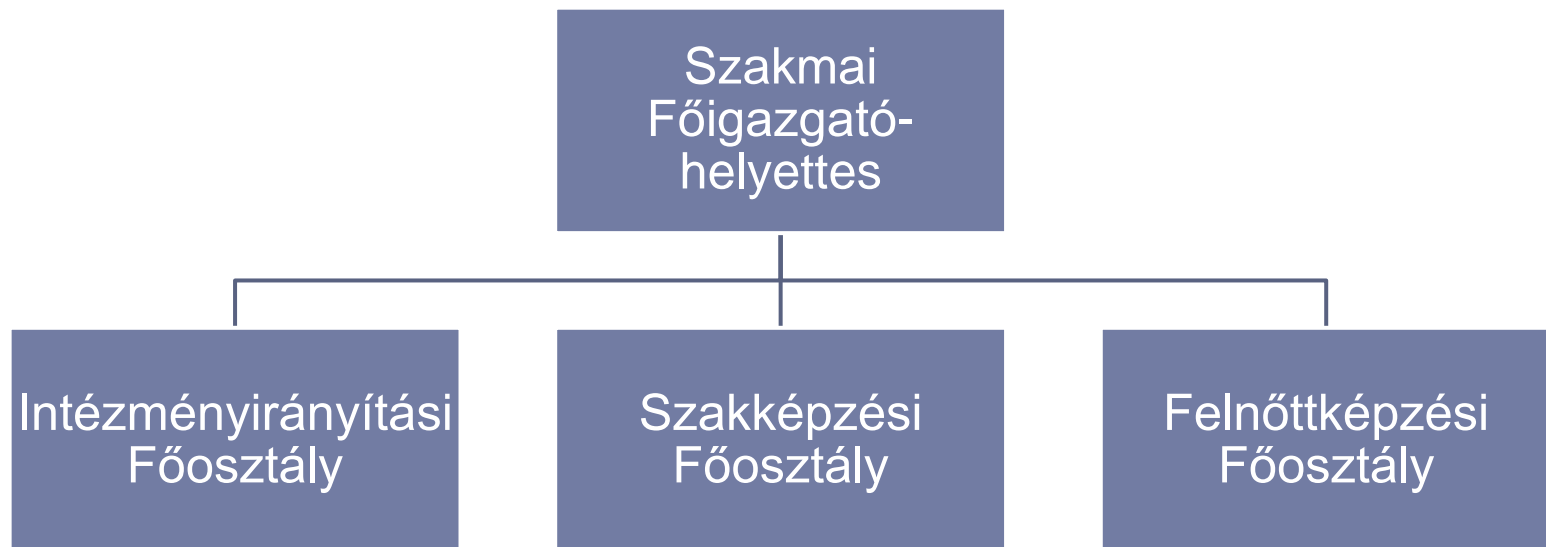 Szakmai
Főigazgató-
helyettes
Intézményirányítási
Főosztály
Szakképzési
Főosztály
Felnőttképzési
Főosztály